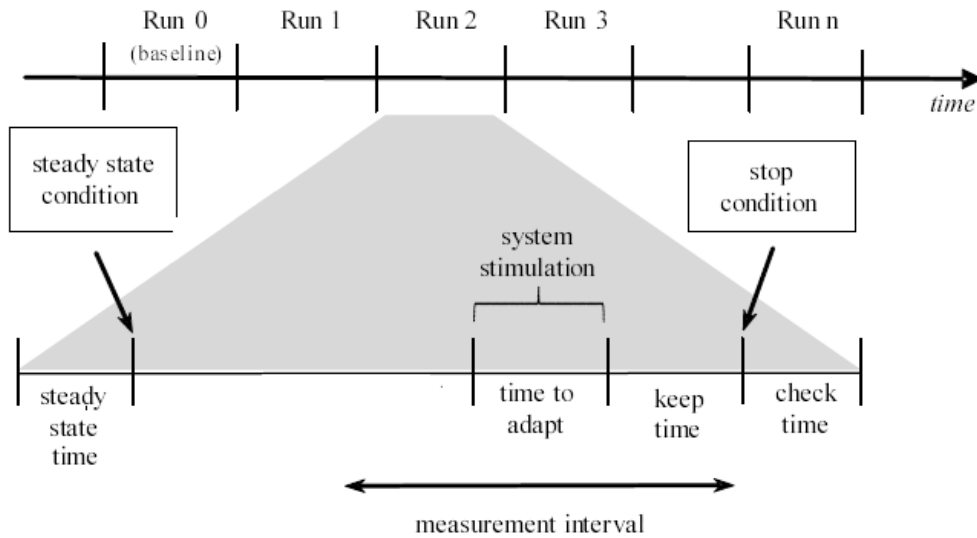 Run 0
(baseline)
Run 1
Run 2
Run 3
Run n
time
steady state
condition
stop
condition
system
stimulation
steady
state
time
time to
adapt
keep
time
check
time
measurement interval